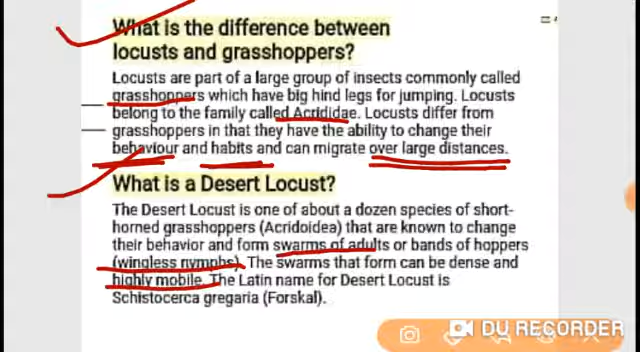 What is the difference between
locusts and grasshoppers?
Locusts are part of a large group of insects commonly called
grasshoppers which have big hind legs for jumping. Locusts
belong to the family called Acrididae. Locusts differ from
grasshoppers in that they have the ability to change their
behaviour and habits and can migrate over large distances.
What is a Desert Locust?
The Desert Locust is one of about a dozen species of short-
horned grasshoppers (Acridoidea) that are known to change
their behavior and form swarms of adults or bands of hoppers
(wingless nymphs). The swarms that form can be dense and
highly mobile. The Latin name for Desert Locust is
Schistocerca gregaria (Forskal).
DU RECORDER